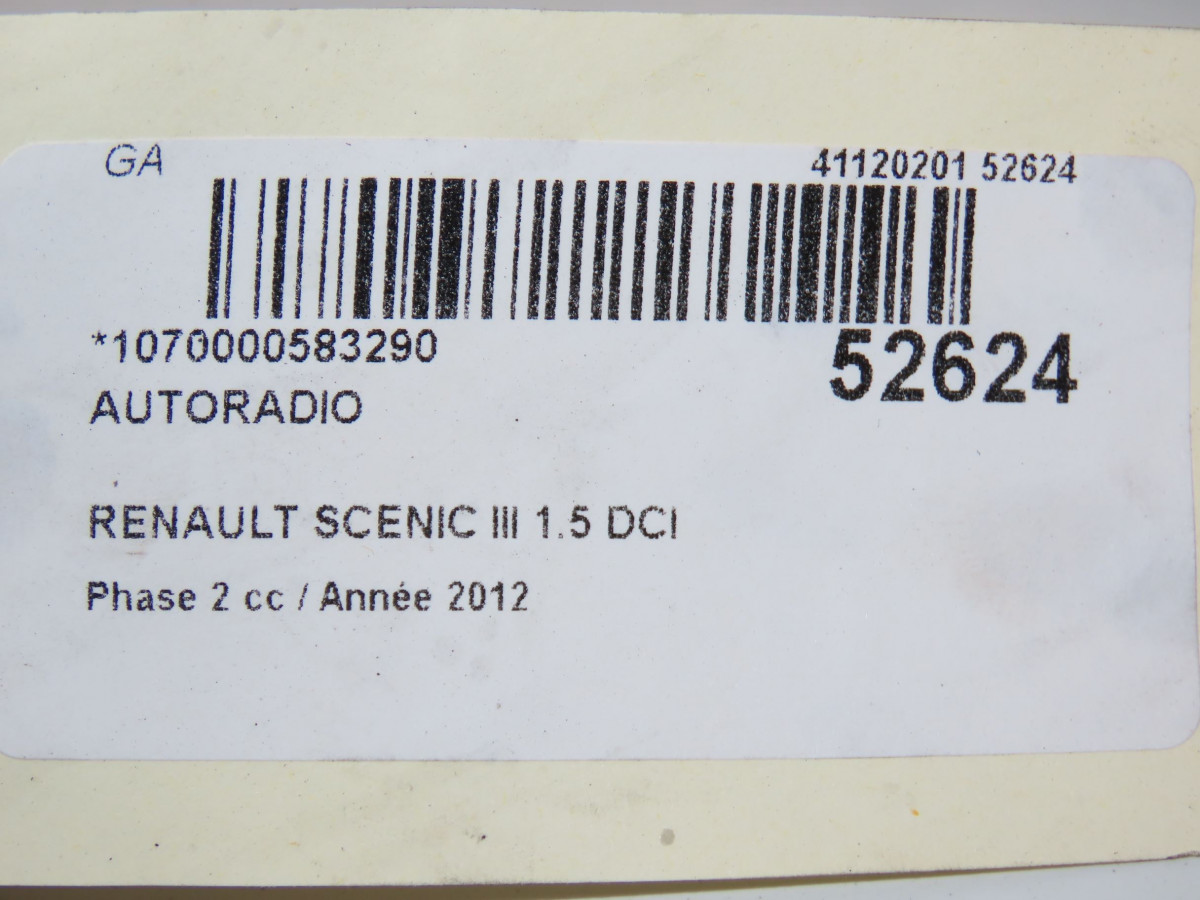 GA
41120201 52624
*1070000583290
52624
AUTORADIO
RENAULT SCENIC III 1.5 DCI
Phase 2 cc / Année 2012